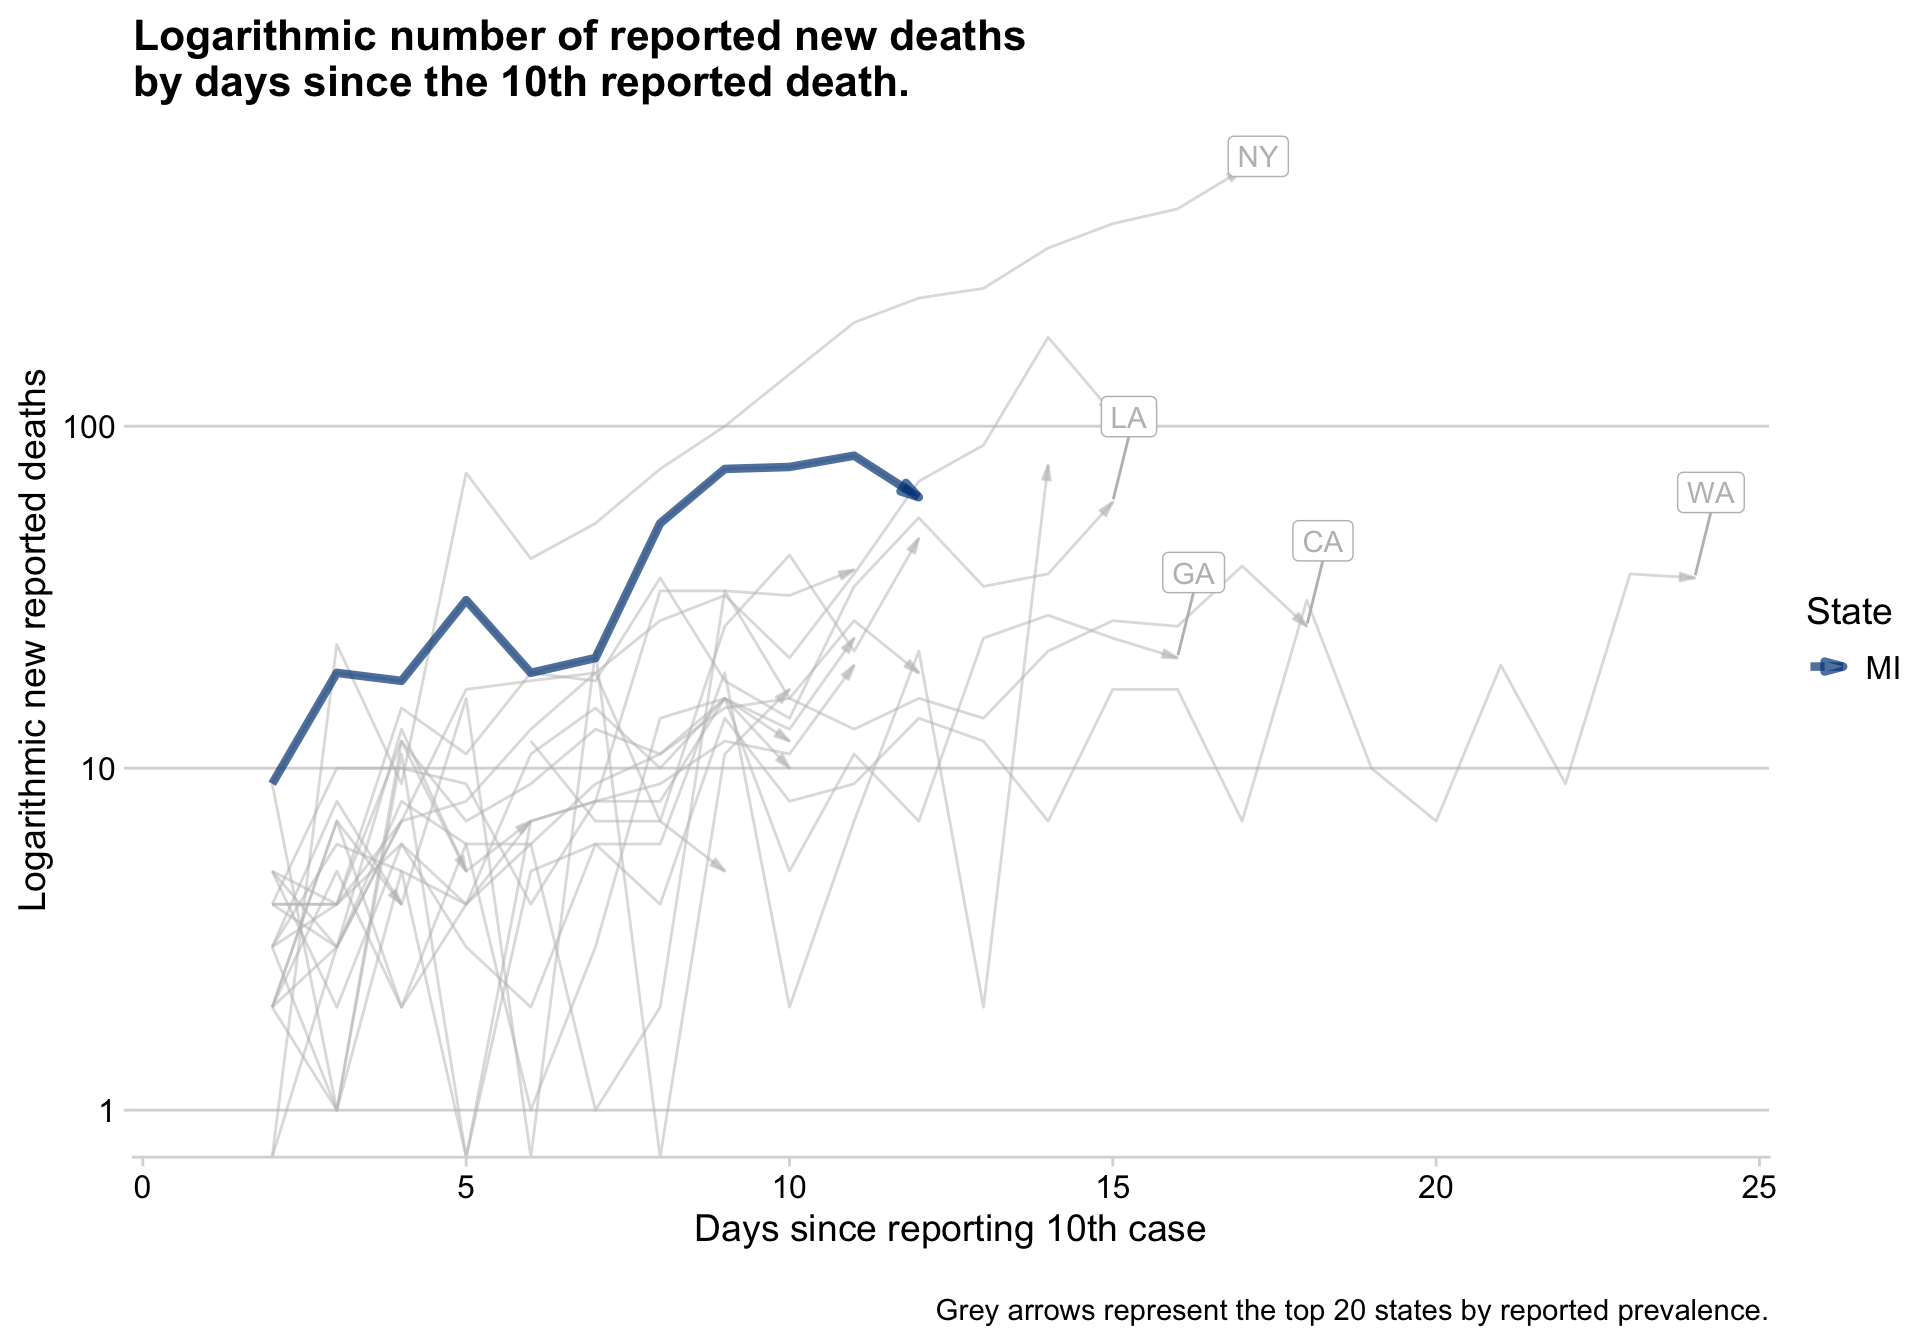 Logarithmic number of reported new deaths
by days since the 10th reported death.
NY
LA
WA
CA
GA
Logarithmic new reported deaths
100
10
1
0
5
10
15
20
25
Days since reporting 10th case
State
MI
Grey arrows represent the top 20 states by reported prevalence.